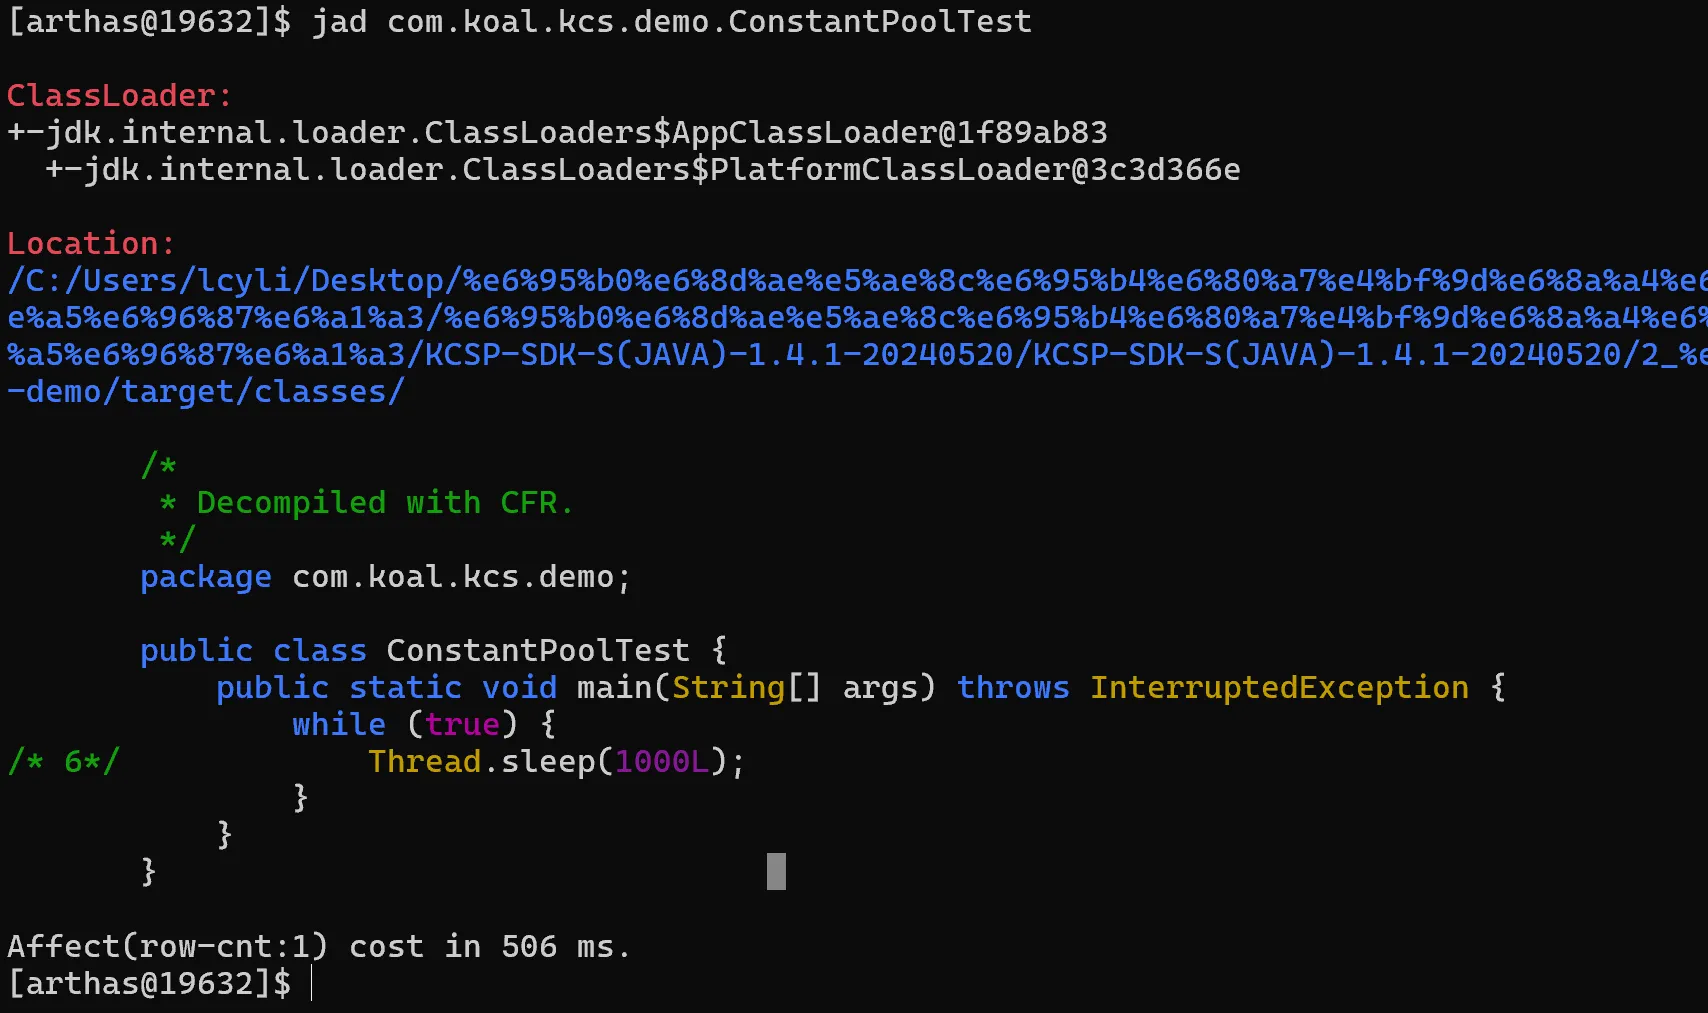 [arthas@19632]$ jad com.koal.kcs.demo.ConstantPoolTest
ClassLoader:
+-jdk.internal.loader.ClassLoaders$AppClassLoader@1f89ab83
+-jdk.internal.loader.ClassLoaders$PlatformClassLoader@3c3d366e
Location:
/C:/Users/lcyli/Desktop/%e6%95%b0%e6%8d%ae%e5%ae%8c%e6%95%b4%e6%80%a7%e4%bf%9d%e6%8a%a4%e6
e%a5%e6%96%87%e6%a1%a3/%e6%95%b0%e6%8d%ae%e5%ae%8c%e6%95%b4%e6%80%a7%e4%bf%9d%e6%8a%a4%e6%
%a5%e6%96%87%e6%a1%a3/KCSP-SDK-S(JAVA)-1.4.1-20240520/KCSP-SDK-S(JAVA)-1.4.1-20240520/2_%e
-demo/target/classes/
/*
* Decompiled with CFR.
*/
package com.koal.kcs.demo;
public class ConstantPoolTest {
public static void main(String[] args) throws InterruptedException {
while (true) {
/* 6*/ Thread.sleep(1000L);
}
}
}
Affect(row-cnt:1) cost in 506 ms.
[arthas@19632]$